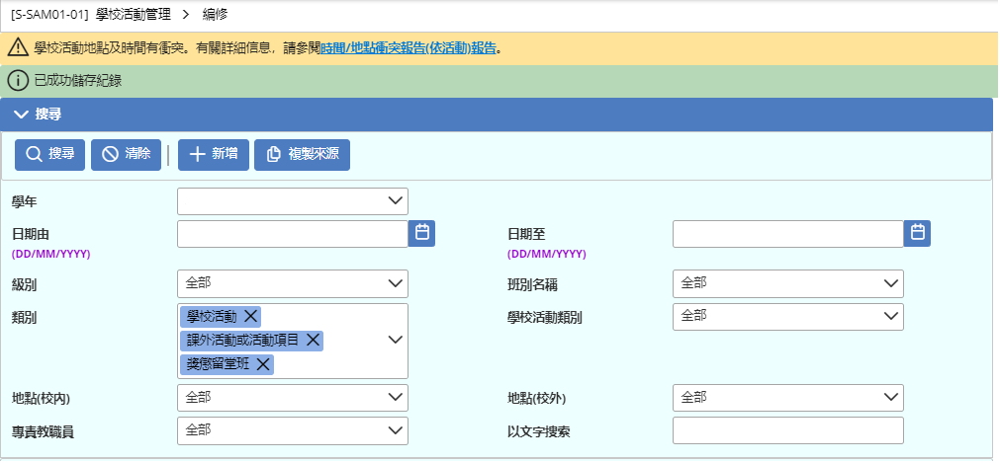 [S-SAM01-01] 學校活動管理 > 編修
學校活動地點及時間有衝突。有關詳細信息，請參閱時間/地點衝突報告(依活動)報告。
已成功儲存紀錄
搜尋
搜尋 清除 新增 複製來源
學年
日期由 日期至
(DD/MM/YYYY) (DD/MM/YYYY)
級別 全部 班別名稱 全部
類別 學校活動 學校活動類別 全部
課外活動或活動項目
獎懲留堂班
地點(校內) 全部 地點(校外) 全部
專責教職員 全部 以文字搜索